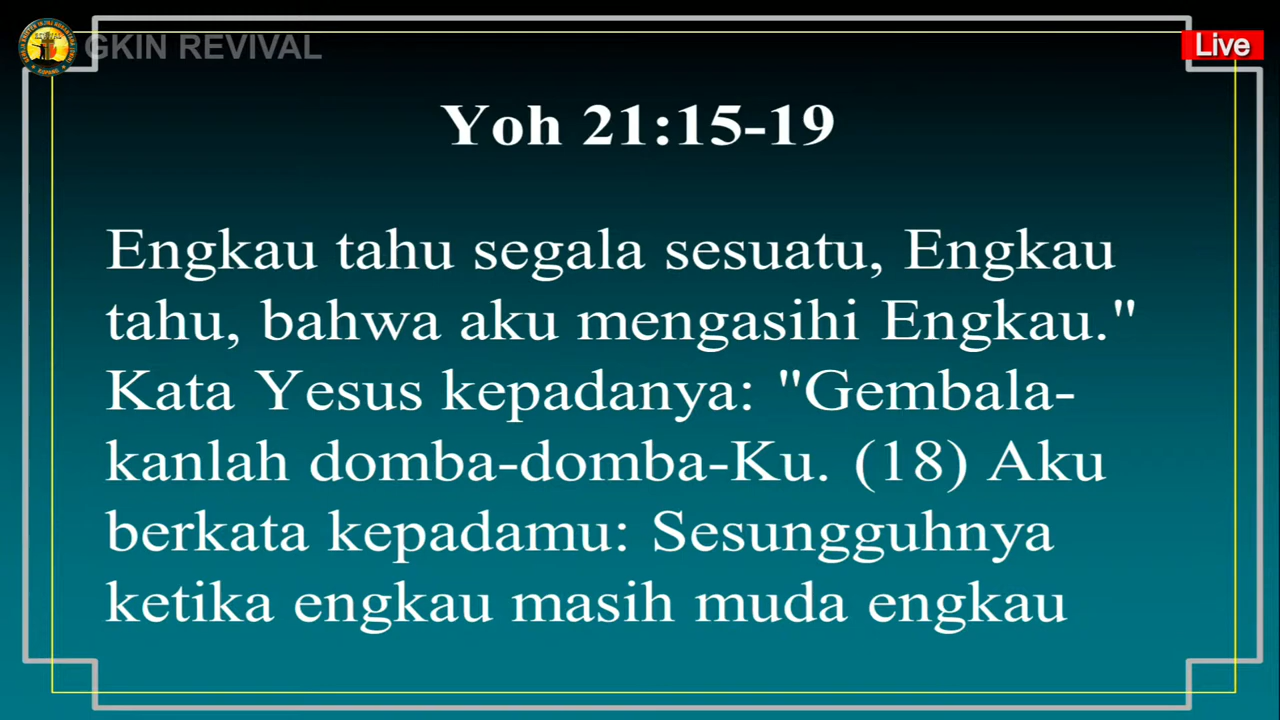 GKIN REVIVAL
Live
Yoh 21:15-19
Engkau tahu segala sesuatu, Engkau
tahu, bahwa aku mengasihi Engkau."
Kata Yesus kepadanya: "Gembala-
kanlah domba-domba-Ku. (18) Aku
berkata kepadamu: Sesungguhnya
ketika engkau masih muda engkau